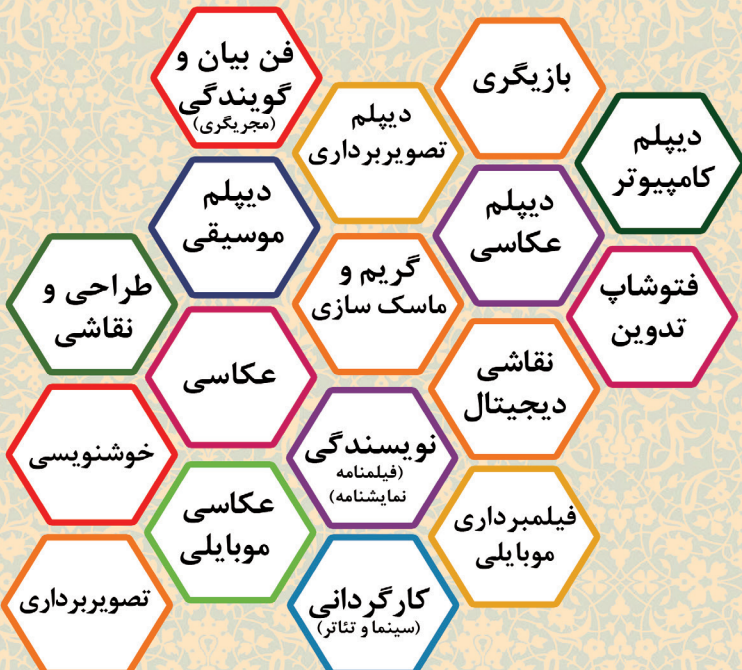 فن بیان و
گویندگی
(مجریگری)
بازیگری
دیپلم
تصویربرداری
دیپلم
کامپیوتر
دیپلم
موسیقی
دیپلم
عکاسی
طراحی و
نقاشی
گریم و
ماسک سازی
فتوشاپ
تدوین
عکاسی
نقاشی
دیجیتال
خوشنویسی
نویسندگی
(فیلمنامه
نمایشنامه)
عکاسی
موبایلی
فیلمبرداری
موبایلی
تصویربرداری
کارگردانی
(سینما و تئاتر)